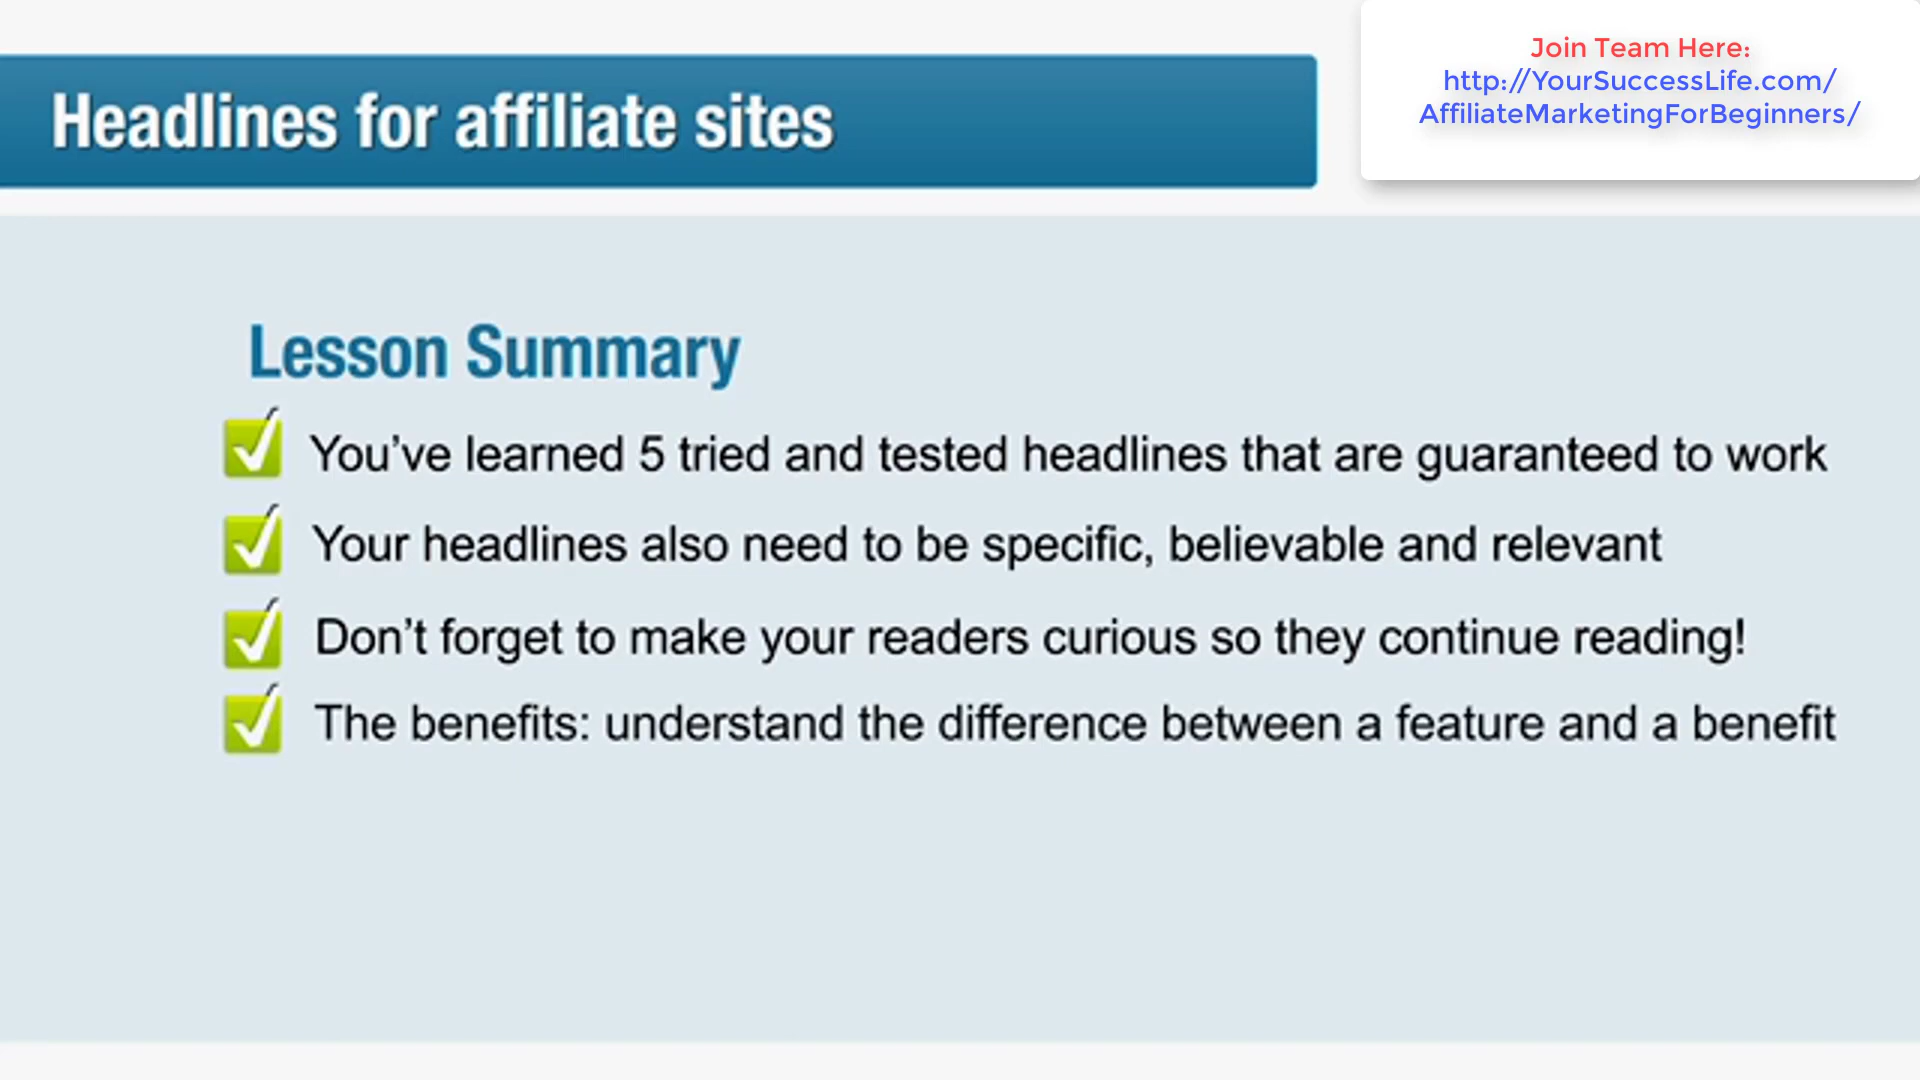 Headlines for affiliate sites
Join Team Here:
http://YourSuccessLife.com/
AffiliateMarketingForBeginners/
Lesson Summary
You’ve learned 5 tried and tested headlines that are guaranteed to work
Your headlines also need to be specific, believable and relevant
Don’t forget to make your readers curious so they continue reading!
The benefits: understand the difference between a feature and a benefit